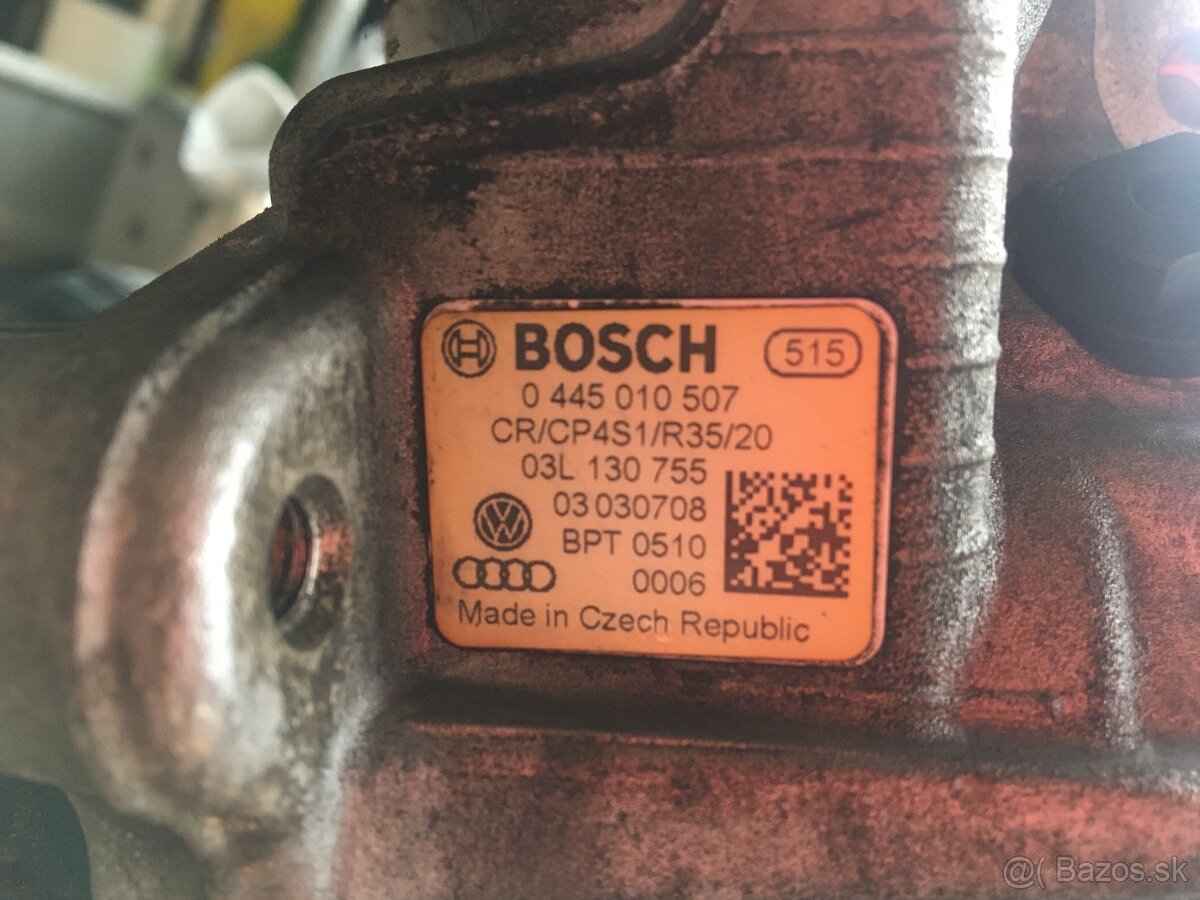 BOSCH 515
0 445 010 507
CR/CP4S1/R35/20
03L 130 755
03 030708
BPT 0510
0006
Made in Czech Republic
@( Bazos.sk